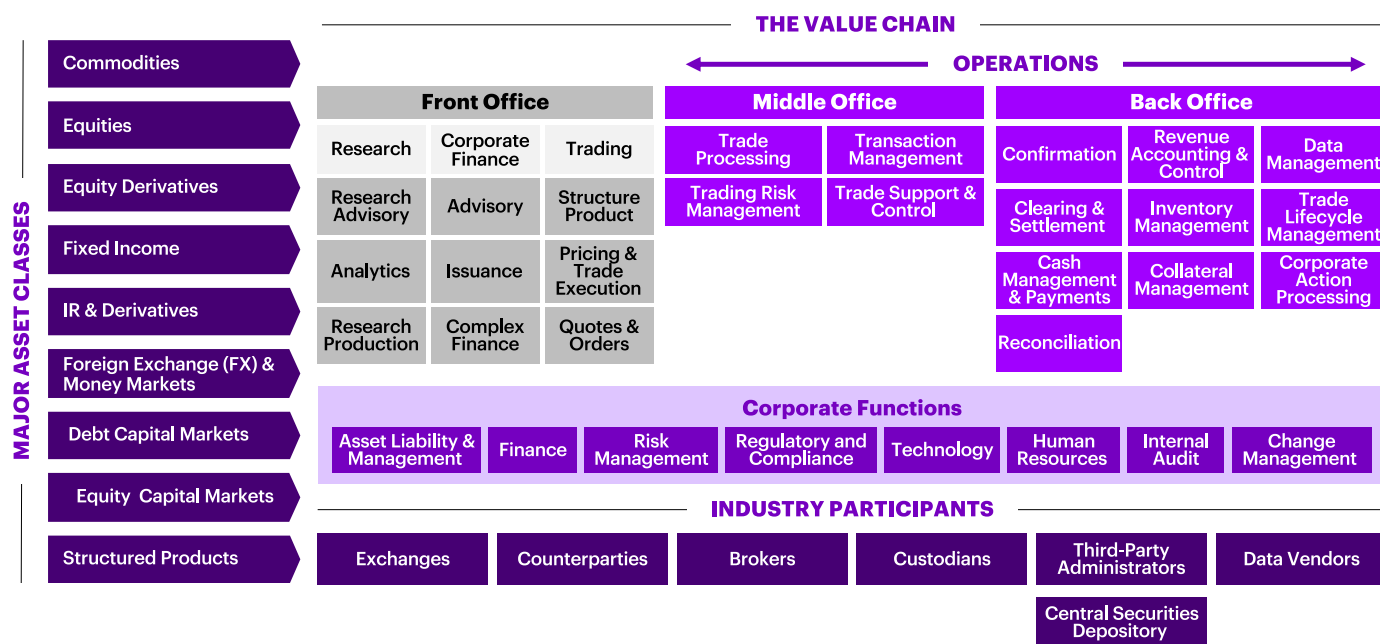 THE VALUE CHAIN
OPERATIONS
MAJOR ASSET CLASSES
Commodities
Equities
Equity Derivatives
Fixed Income
IR & Derivatives
Foreign Exchange (FX) &
Money Markets
Debt Capital Markets
Equity Capital Markets
Structured Products
Front Office
Research
Corporate
Finance
Trading
Research
Advisory
Advisory
Structure
Product
Analytics
Issuance
Pricing &
Trade
Execution
Research
Production
Complex
Finance
Quotes &
Orders
Middle Office
Trade
Processing
Transaction
Management
Trading Risk
Management
Trade Support &
Control
Back Office
Confirmation
Revenue
Accounting &
Control
Data
Management
Clearing &
Settlement
Inventory
Management
Trade
Lifecycle
Management
Cash
Management
& Payments
Collateral
Management
Corporate
Action
Processing
Reconciliation
Corporate Functions
Asset Liability &
Management
Finance
Risk
Management
Regulatory and
Compliance
Technology
Human
Resources
Internal
Audit
Change
Management
INDUSTRY PARTICIPANTS
Exchanges
Counterparties
Brokers
Custodians
Third-Party
Administrators
Data Vendors
Central Securities
Depository